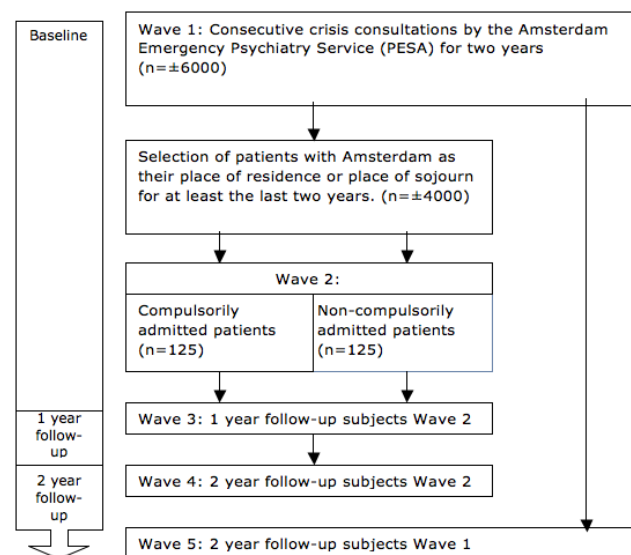 Baseline
Wave 1: Consecutive crisis consultations by the Amsterdam
Emergency Psychiatry Service (PESA) for two years
(n=±6000)
Selection of patients with Amsterdam as
their place of residence or place of sojourn
for at least the last two years. (n=±4000)
Wave 2:
Compulsorily
admitted patients
(n=125)
Non-compulsorily
admitted patients
(n=125)
1 year
follow-
up
Wave 3: 1 year follow-up subjects Wave 2
2 year
follow-
up
Wave 4: 2 year follow-up subjects Wave 2
Wave 5: 2 year follow-up subjects Wave 1